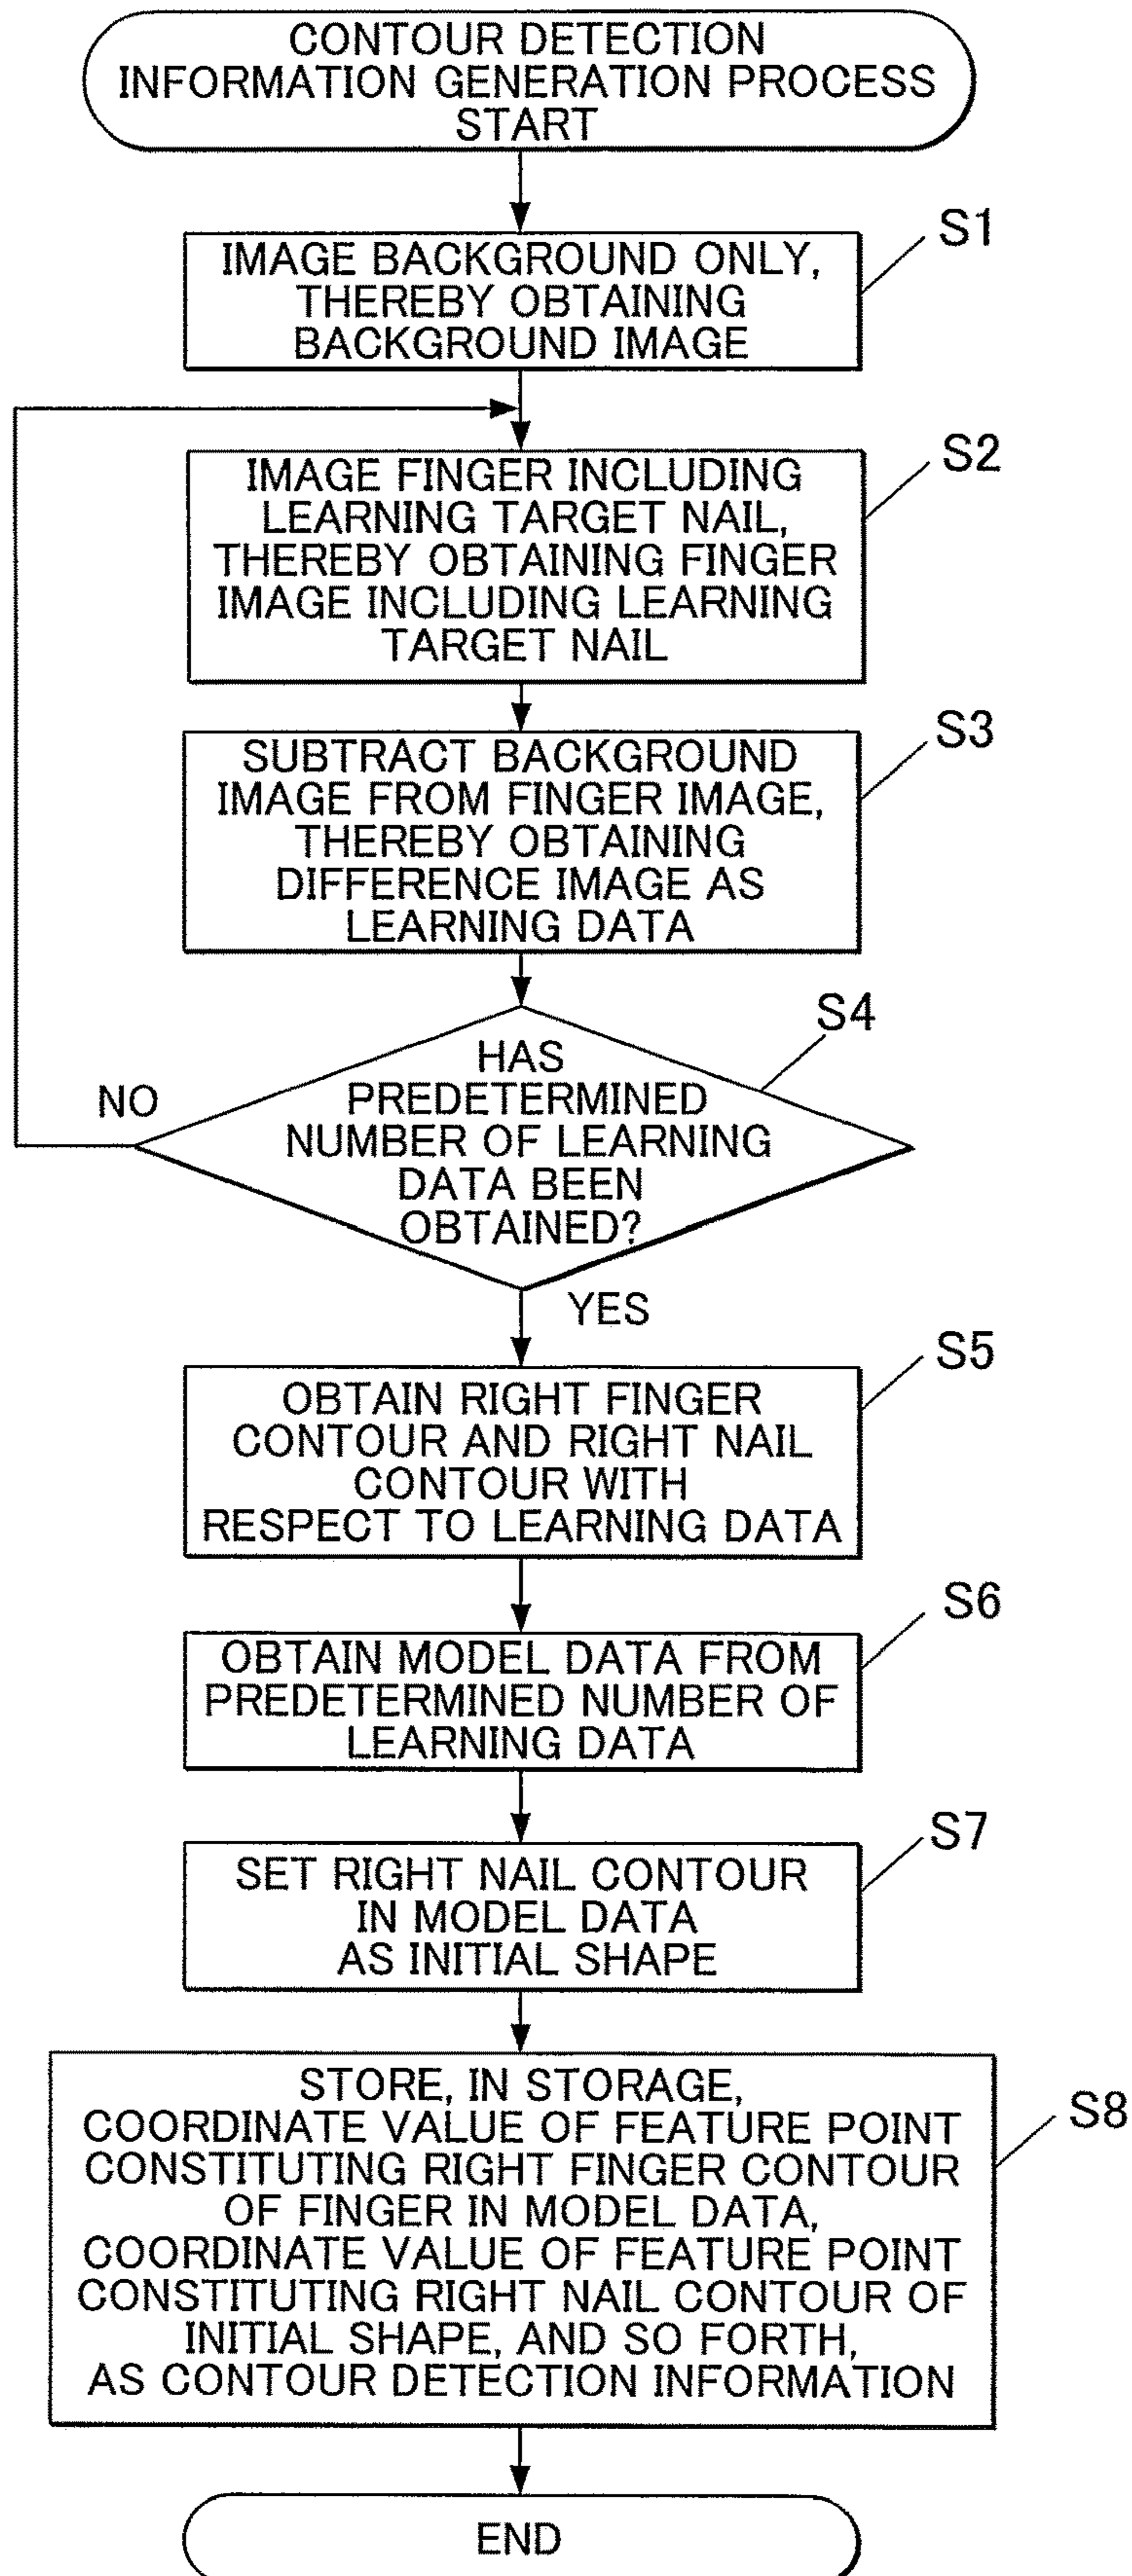 CONTOUR DETECTION
INFORMATION GENERATION PROCESS
START
S1
IMAGE BACKGROUND ONLY,
THEREBY OBTAINING
BACKGROUND IMAGE
S2
IMAGE FINGER INCLUDING
LEARNING TARGET NAIL,
THEREBY OBTAINING FINGER
IMAGE INCLUDING LEARNING
TARGET NAIL
S3
SUBTRACT BACKGROUND
IMAGE FROM FINGER IMAGE,
THEREBY OBTAINING
DIFFERENCE IMAGE AS
LEARNING DATA
S4
HAS
PREDETERMINED
NUMBER OF LEARNING
DATA BEEN
OBTAINED?
NO
YES
S5
OBTAIN RIGHT FINGER
CONTOUR AND RIGHT NAIL
CONTOUR WITH
RESPECT TO LEARNING DATA
S6
OBTAIN MODEL DATA FROM
PREDETERMINED NUMBER OF
LEARNING DATA
S7
SET RIGHT NAIL CONTOUR
IN MODEL DATA
AS INITIAL SHAPE
S8
STORE, IN STORAGE,
COORDINATE VALUE OF FEATURE POINT
CONSTITUTING RIGHT FINGER CONTOUR
OF FINGER IN MODEL DATA,
COORDINATE VALUE OF FEATURE POINT
CONSTITUTING RIGHT NAIL CONTOUR OF
INITIAL SHAPE, AND SO FORTH,
AS CONTOUR DETECTION INFORMATION
END